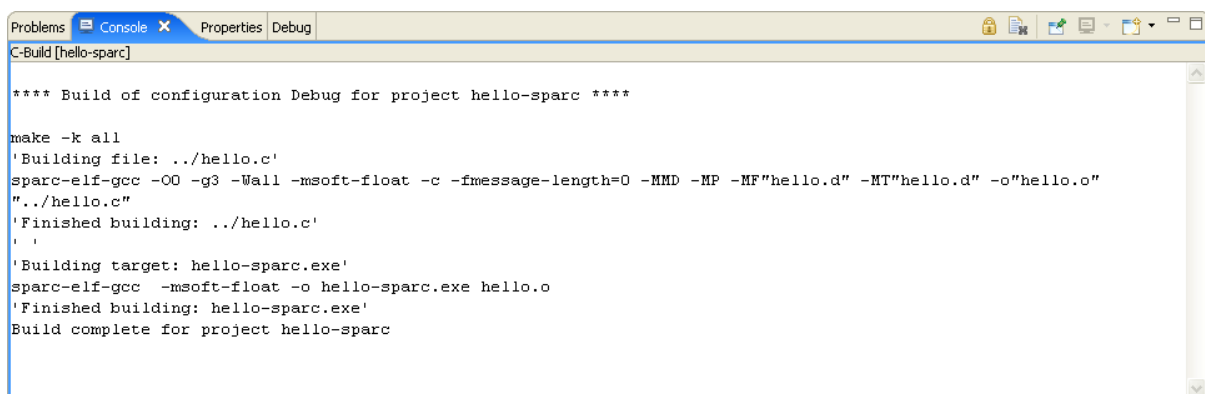 Problems Console Properties Debug
C-Build [hello-sparc]
**** Build of configuration Debug for project hello-sparc ****
make -k all
'Building file: ../hello.c'
sparc-elf-gcc -O0 -g3 -Wall -msoft-float -c -fmessage-length=0 -MMD -MP -MF"hello.d" -MT"hello.d" -o"hello.o"
"../hello.c"
'Finished building: ../hello.c'
' '
'Building target: hello-sparc.exe'
sparc-elf-gcc  -msoft-float -o hello-sparc.exe hello.o
'Finished building: hello-sparc.exe'
Build complete for project hello-sparc